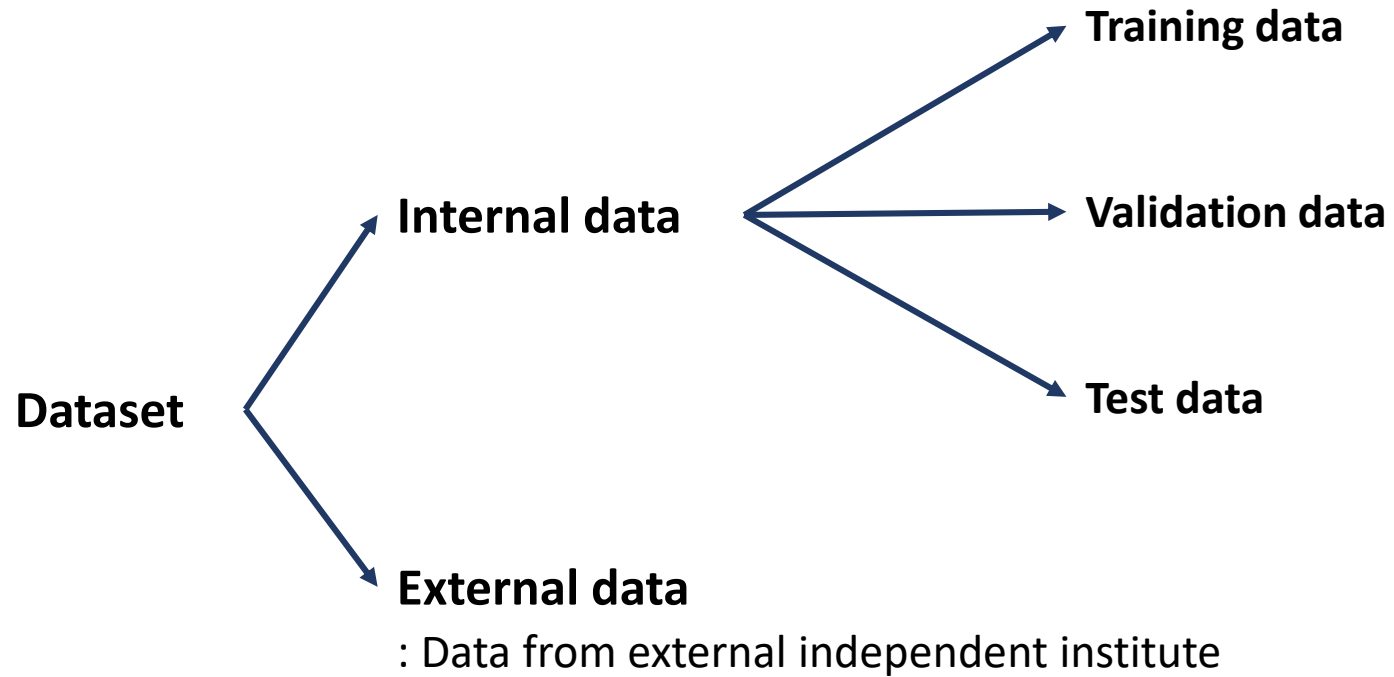 Training data
Internal data
Validation data
Dataset
Test data
External data
: Data from external independent institute